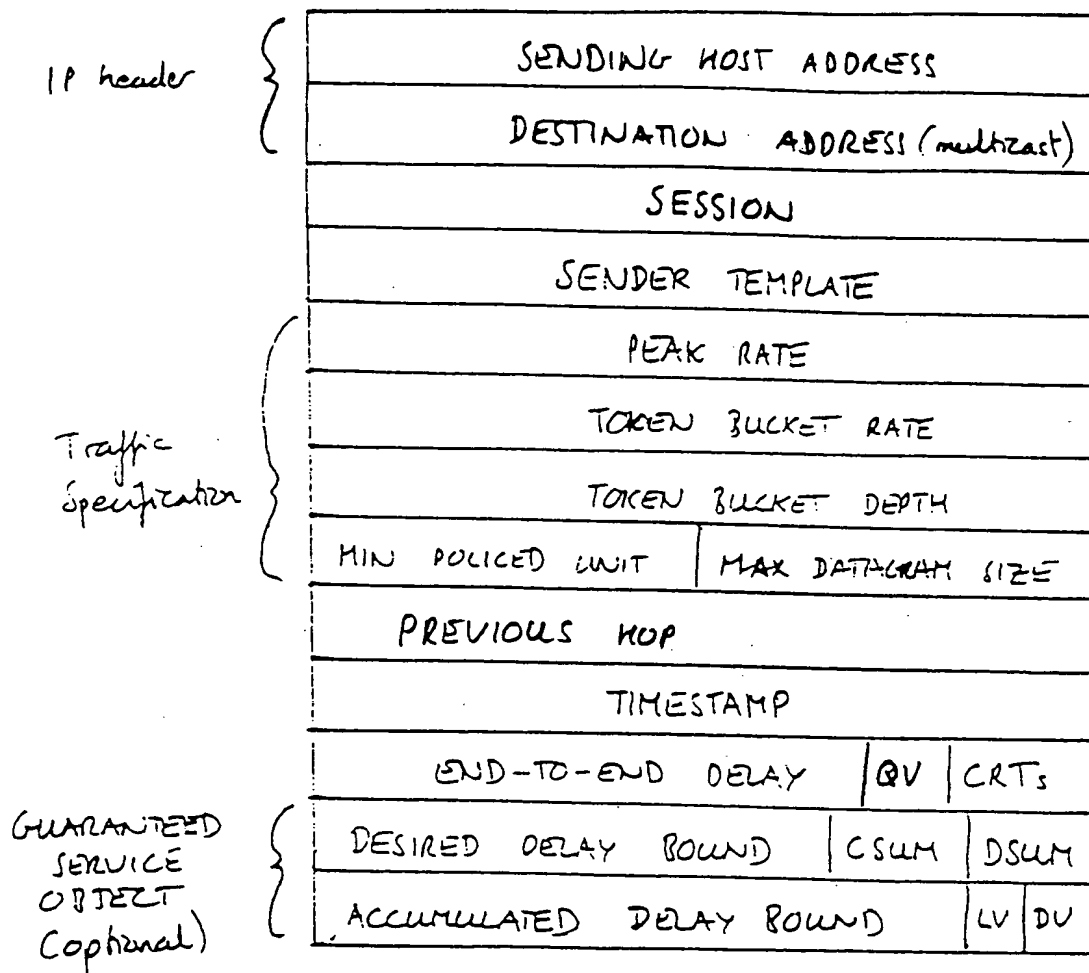 IP header
SENDING HOST ADDRESS
DESTINATION ADDRESS (multicast)
SESSION
SENDER TEMPLATE
Traffic
Specification
PEAK RATE
TOKEN BUCKET RATE
TOKEN BUCKET DEPTH
MIN POLICED UNIT MAX DATAGRAM SIZE
PREVIOUS HOP
TIMESTAMP
END-TO-END DELAY QV CRTs
GUARANTEED
SERVICE
OBJECT
(optional)
DESIRED DELAY BOUND CSUM DSUM
ACCUMULATED DELAY BOUND LV DV